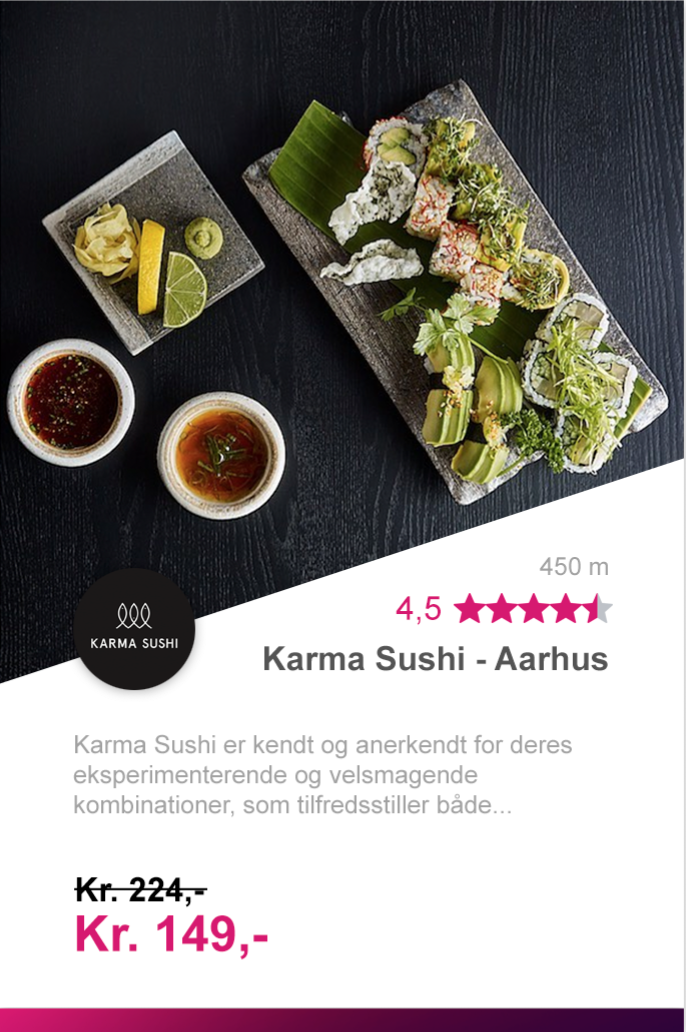 450 m
4,5
KARMA SUSHI
Karma Sushi - Aarhus
Karma Sushi er kendt og anerkendt for deres
eksperimenterende og velsmagende
kombinationer, som tilfredsstiller både...
Kr. 224,-
Kr. 149,-